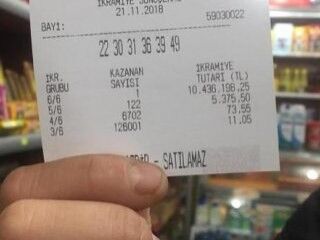 İKRAMİYE SONUÇLARI
21.11.2018
BAYİ: 59030022
22 30 31 36 39 49
İKR. GRUBU KAZANAN SAYISI İKRAMİYE TUTARI (TL)
6/6 1 10.436.196,25
5/6 122 5.375,50
4/6 6702 73,55
3/6 126001 11,05
- SATILAMAZ